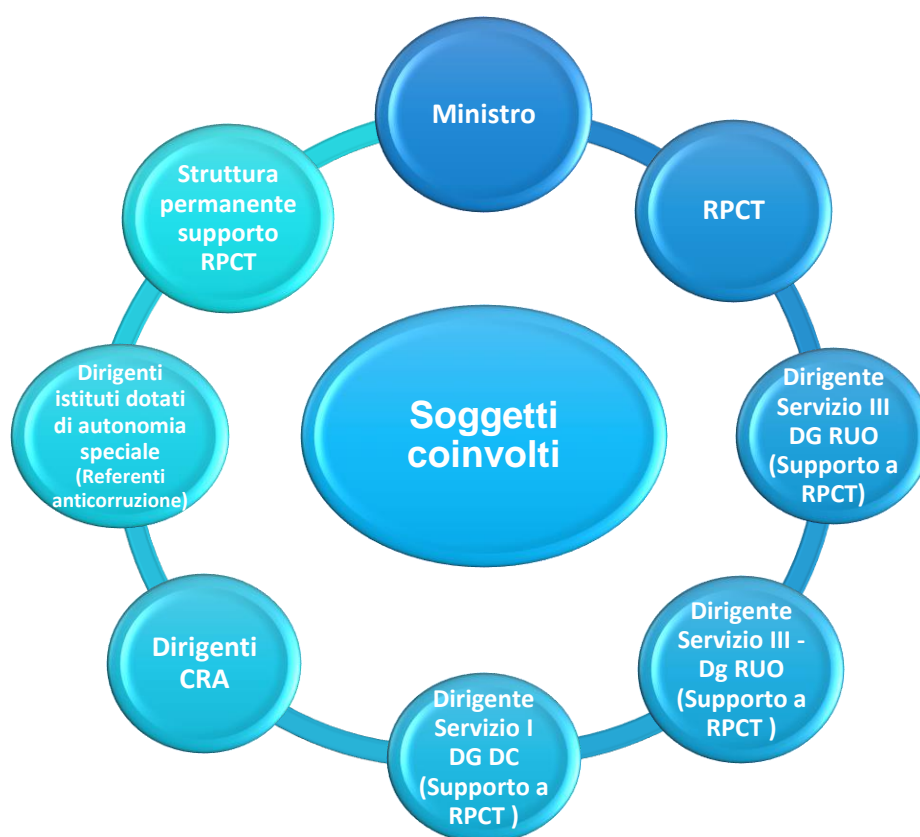 Ministro
RPCT
Dirigente
Servizio III
DG RUO
(Supporto a
RPCT)
Dirigente
Servizio III -
Dg RUO
(Supporto a
RPCT )
Dirigente
Servizio I
DG DC
(Supporto a
RPCT )
Dirigenti
CRA
Dirigenti
istituti dotati
di autonomia
speciale
(Referenti
anticorruzione)
Struttura
permanente
supporto
RPCT
Soggetti
coinvolti